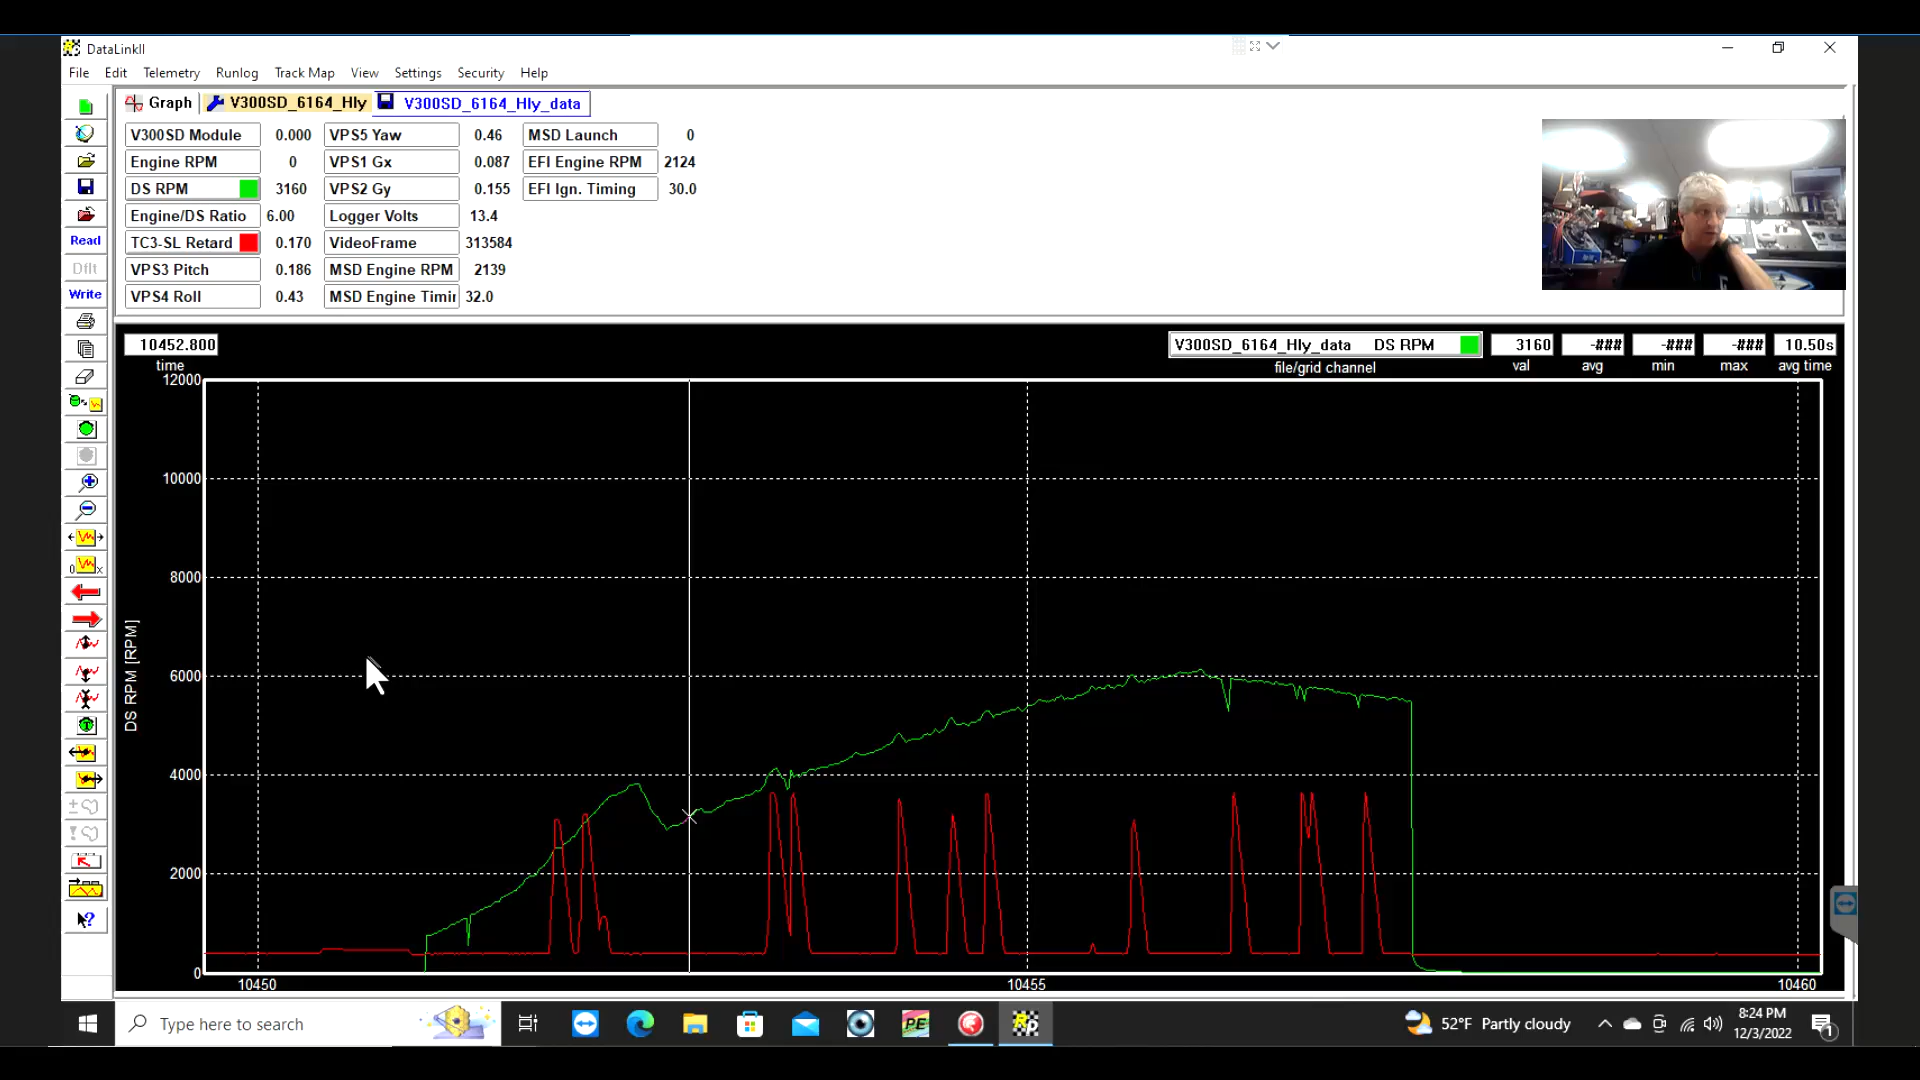 DataLinkII
File Edit Telemetry Runlog Track Map View Settings Security Help
Graph V300SD_6164_Hly V300SD_6164_Hly_data
V300SD Module 0.000 VPS5 Yaw 0.46 MSD Launch 0
Engine RPM 0 VPS1 Gx 0.087 EFI Engine RPM 2124
DS RPM 3160 VPS2 Gy 0.155 EFI Ign. Timing 30.0
Engine/DS Ratio 6.00 Logger Volts 13.4
TC3-SL Retard 0.170 VideoFrame 313584
VPS3 Pitch 0.186 MSD Engine RPM 2139
VPS4 Roll 0.43 MSD Engine Timir 32.0
Read
Dflt
Write
10452.800 V300SD_6164_Hly_data DS RPM 3160 -### -### -### 10.50s
time file/grid channel val avg min max avg time
12000
10000
8000
6000
4000
2000
0
DS RPM [RPM]
10450 10455 10460
Type here to search
PE
52°F Partly cloudy
8:24 PM
12/3/2022
1